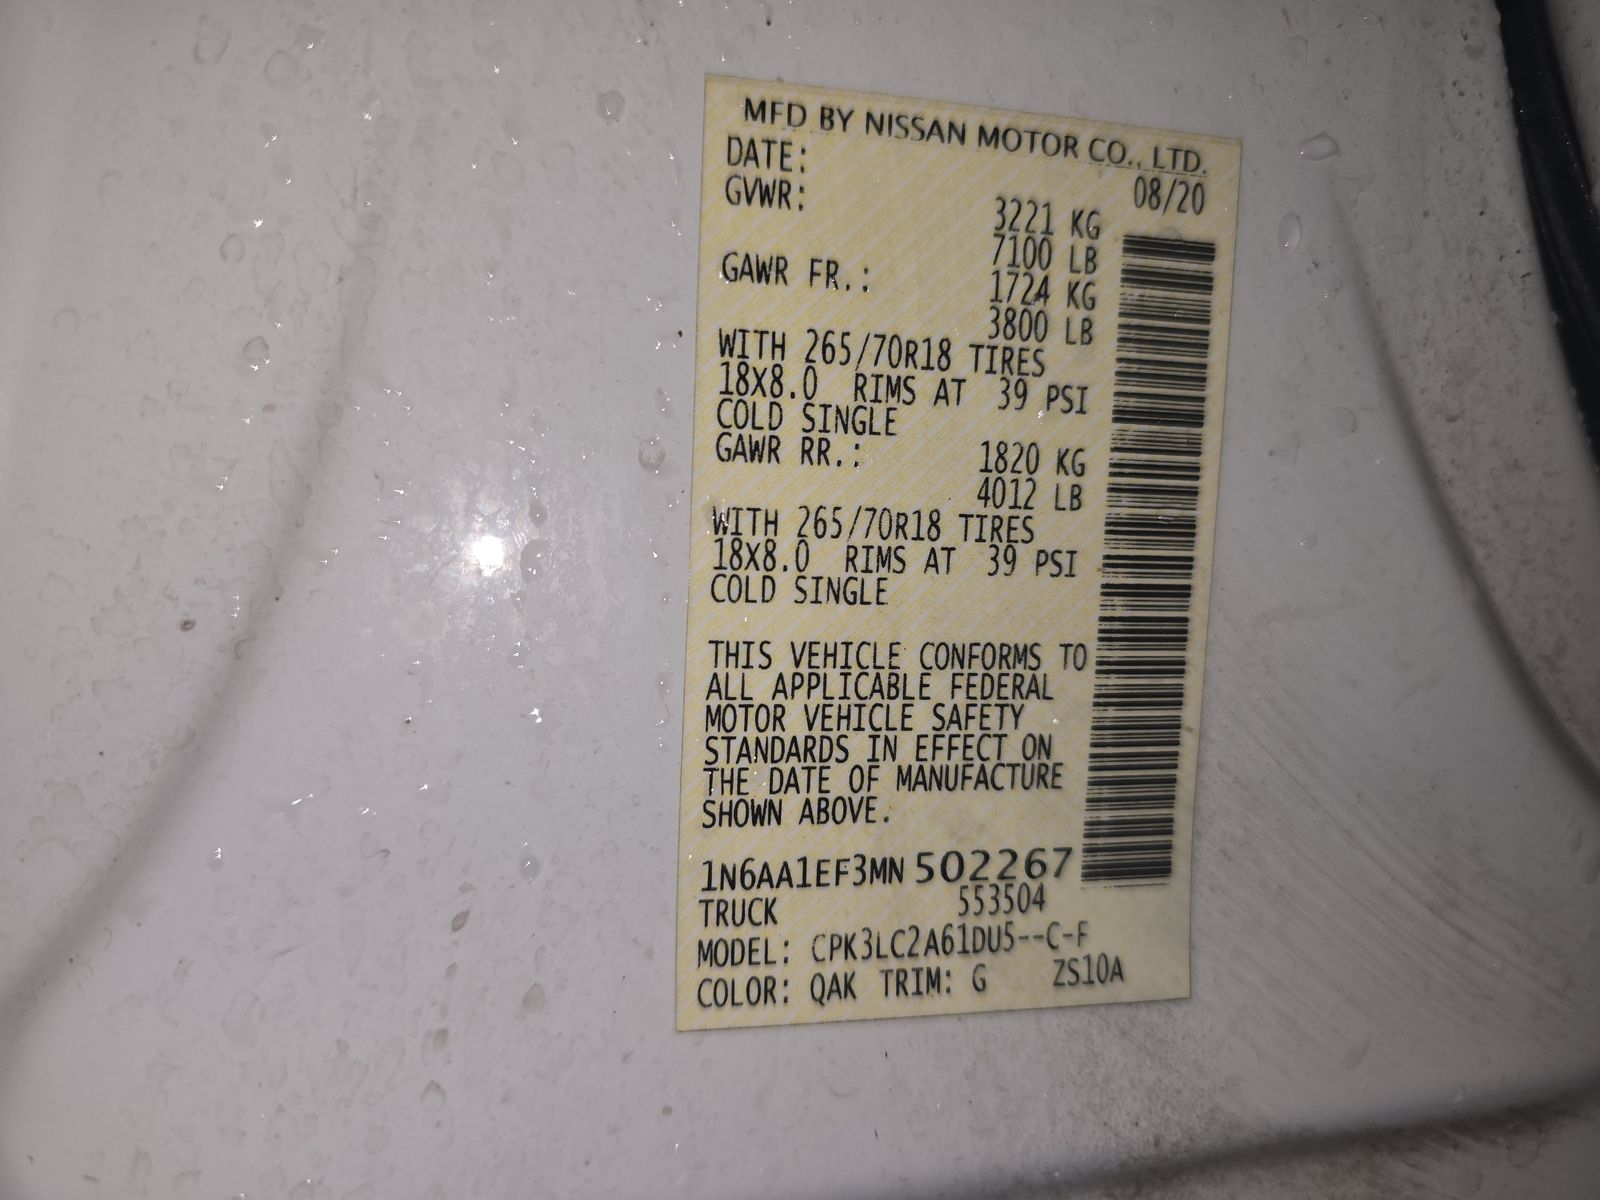 MFD BY NISSAN MOTOR CO., LTD.
DATE: 08/20
GVWR: 3221 KG
7100 LB
GAWR FR.: 1724 KG
3800 LB
WITH 265/70R18 TIRES
18X8.0 RIMS AT 39 PSI
COLD SINGLE
GAWR RR.: 1820 KG
4012 LB
WITH 265/70R18 TIRES
18X8.0 RIMS AT 39 PSI
COLD SINGLE
THIS VEHICLE CONFORMS TO
ALL APPLICABLE FEDERAL
MOTOR VEHICLE SAFETY
STANDARDS IN EFFECT ON
THE DATE OF MANUFACTURE
SHOWN ABOVE.
1N6AA1EF3MN 502267
TRUCK 553504
MODEL: CPK3LC2A61DU5--C-F
COLOR: QAK TRIM: G ZS10A